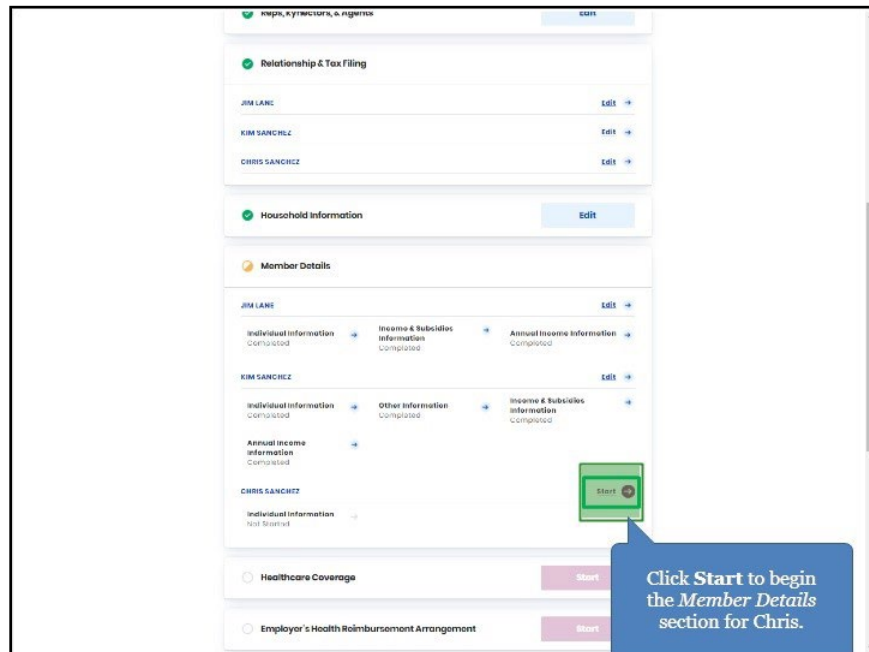 Reps, Kynectors, & Agents
Edit
Relationship & Tax Filing
JIM LANE
Edit
KIM SANCHEZ
Edit
CHRIS SANCHEZ
Edit
Household Information
Edit
Member Details
JIM LANE
Edit
Individual Information
Completed
Income & Subsidies
Information
Completed
Annual Income Information
Completed
KIM SANCHEZ
Edit
Individual Information
Completed
Other Information
Completed
Income & Subsidies
Information
Completed
Annual Income
Information
Completed
CHRIS SANCHEZ
Start
Individual Information
Not Started
Healthcare Coverage
Start
Employer's Health Reimbursement Arrangement
Start
Click Start to begin
the Member Details
section for Chris.